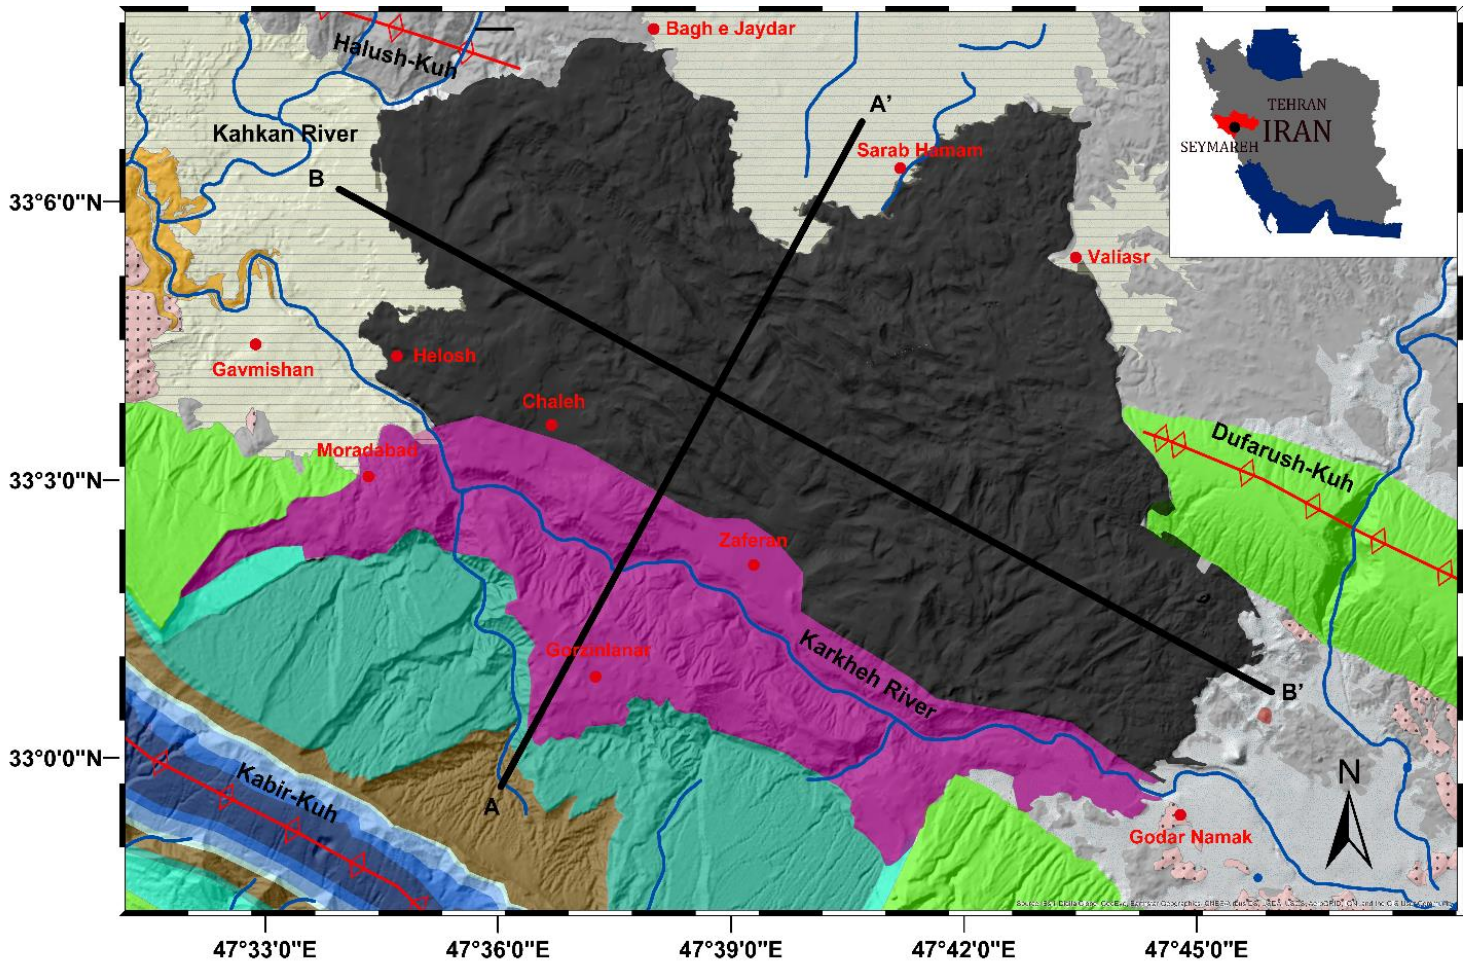 Bagh e Jaydar
Halush-Kuh
A’
TEHRAN
IRAN
SEYMAREH
Kahkan River
Sarab Hamam
B
33°6'0"N
Valiasr
Helosh
Gavmishan
Chaleh
Dufarush-Kuh
Moradabad
33°3'0"N
Zaferan
Gorzinlanar
Karkheh River
B’
33°0'0"N
Kabir-Kuh
A
N
Godar Namak
47°33'0"E
47°36'0"E
47°39'0"E
47°42'0"E
47°45'0"E